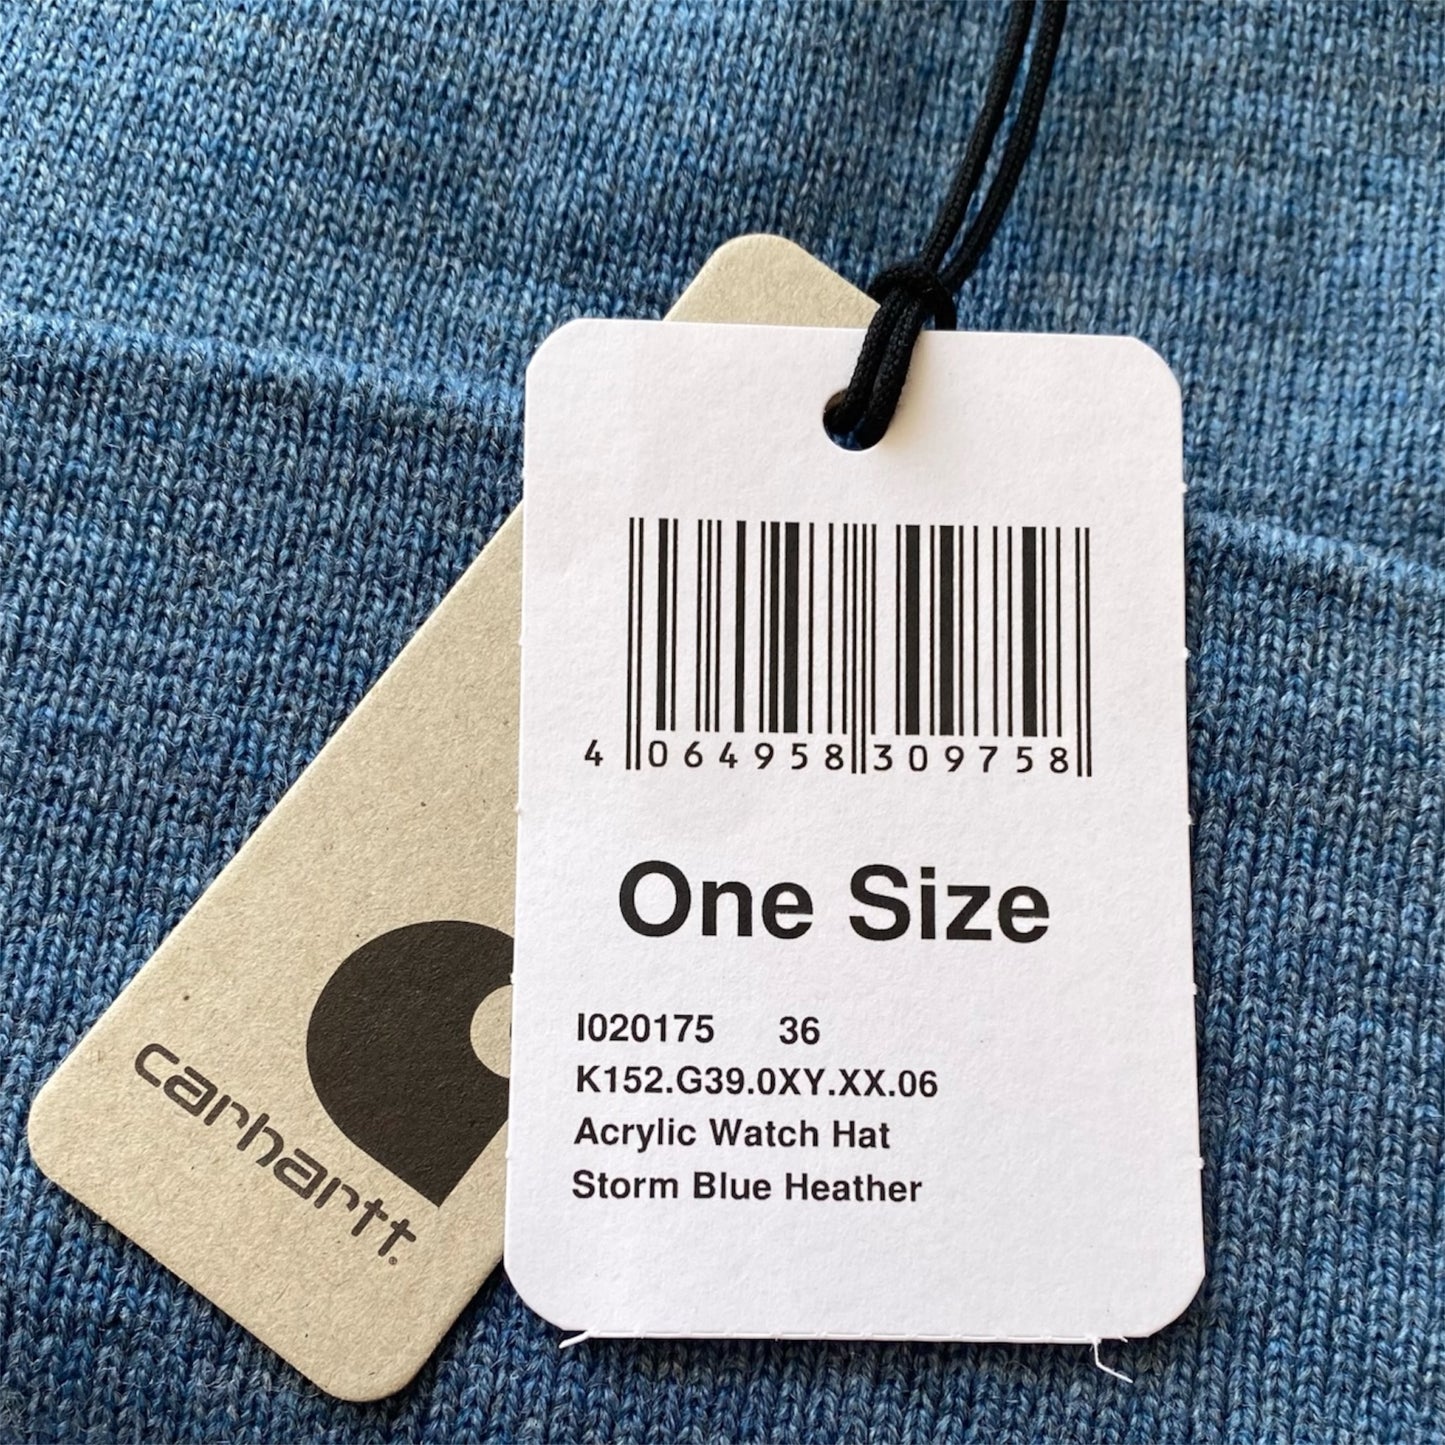 4 064958 309758
One Size
I020175 36
K152.G39.0XY.XX.06
Acrylic Watch Hat
Storm Blue Heather
carhartt®